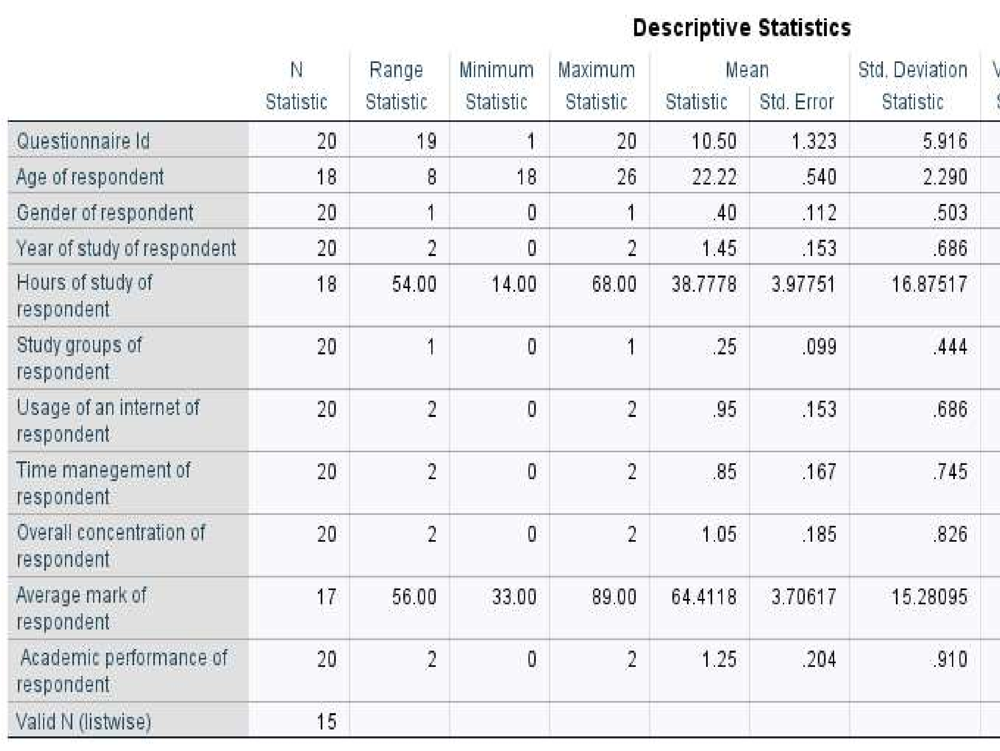 Descriptive Statistics
N Range Minimum Maximum Mean Std. Deviation
Statistic Statistic Statistic Statistic Statistic Std. Error Statistic
Questionnaire Id 20 19 1 20 10.50 1.323 5.916
Age of respondent 18 8 18 26 22.22 .540 2.290
Gender of respondent 20 1 0 1 .40 .112 .503
Year of study of respondent 20 2 0 2 1.45 .153 .686
Hours of study of 18 54.00 14.00 68.00 38.7778 3.97751 16.87517
respondent
Study groups of 20 1 0 1 .25 .099 .444
respondent
Usage of an internet of 20 2 0 2 .95 .153 .686
respondent
Time manegement of 20 2 0 2 .85 .167 .745
respondent
Overall concentration of 20 2 0 2 1.05 .185 .826
respondent
Average mark of 17 56.00 33.00 89.00 64.4118 3.70617 15.28095
respondent
Academic performance of 20 2 0 2 1.25 .204 .910
respondent
Valid N (listwise) 15